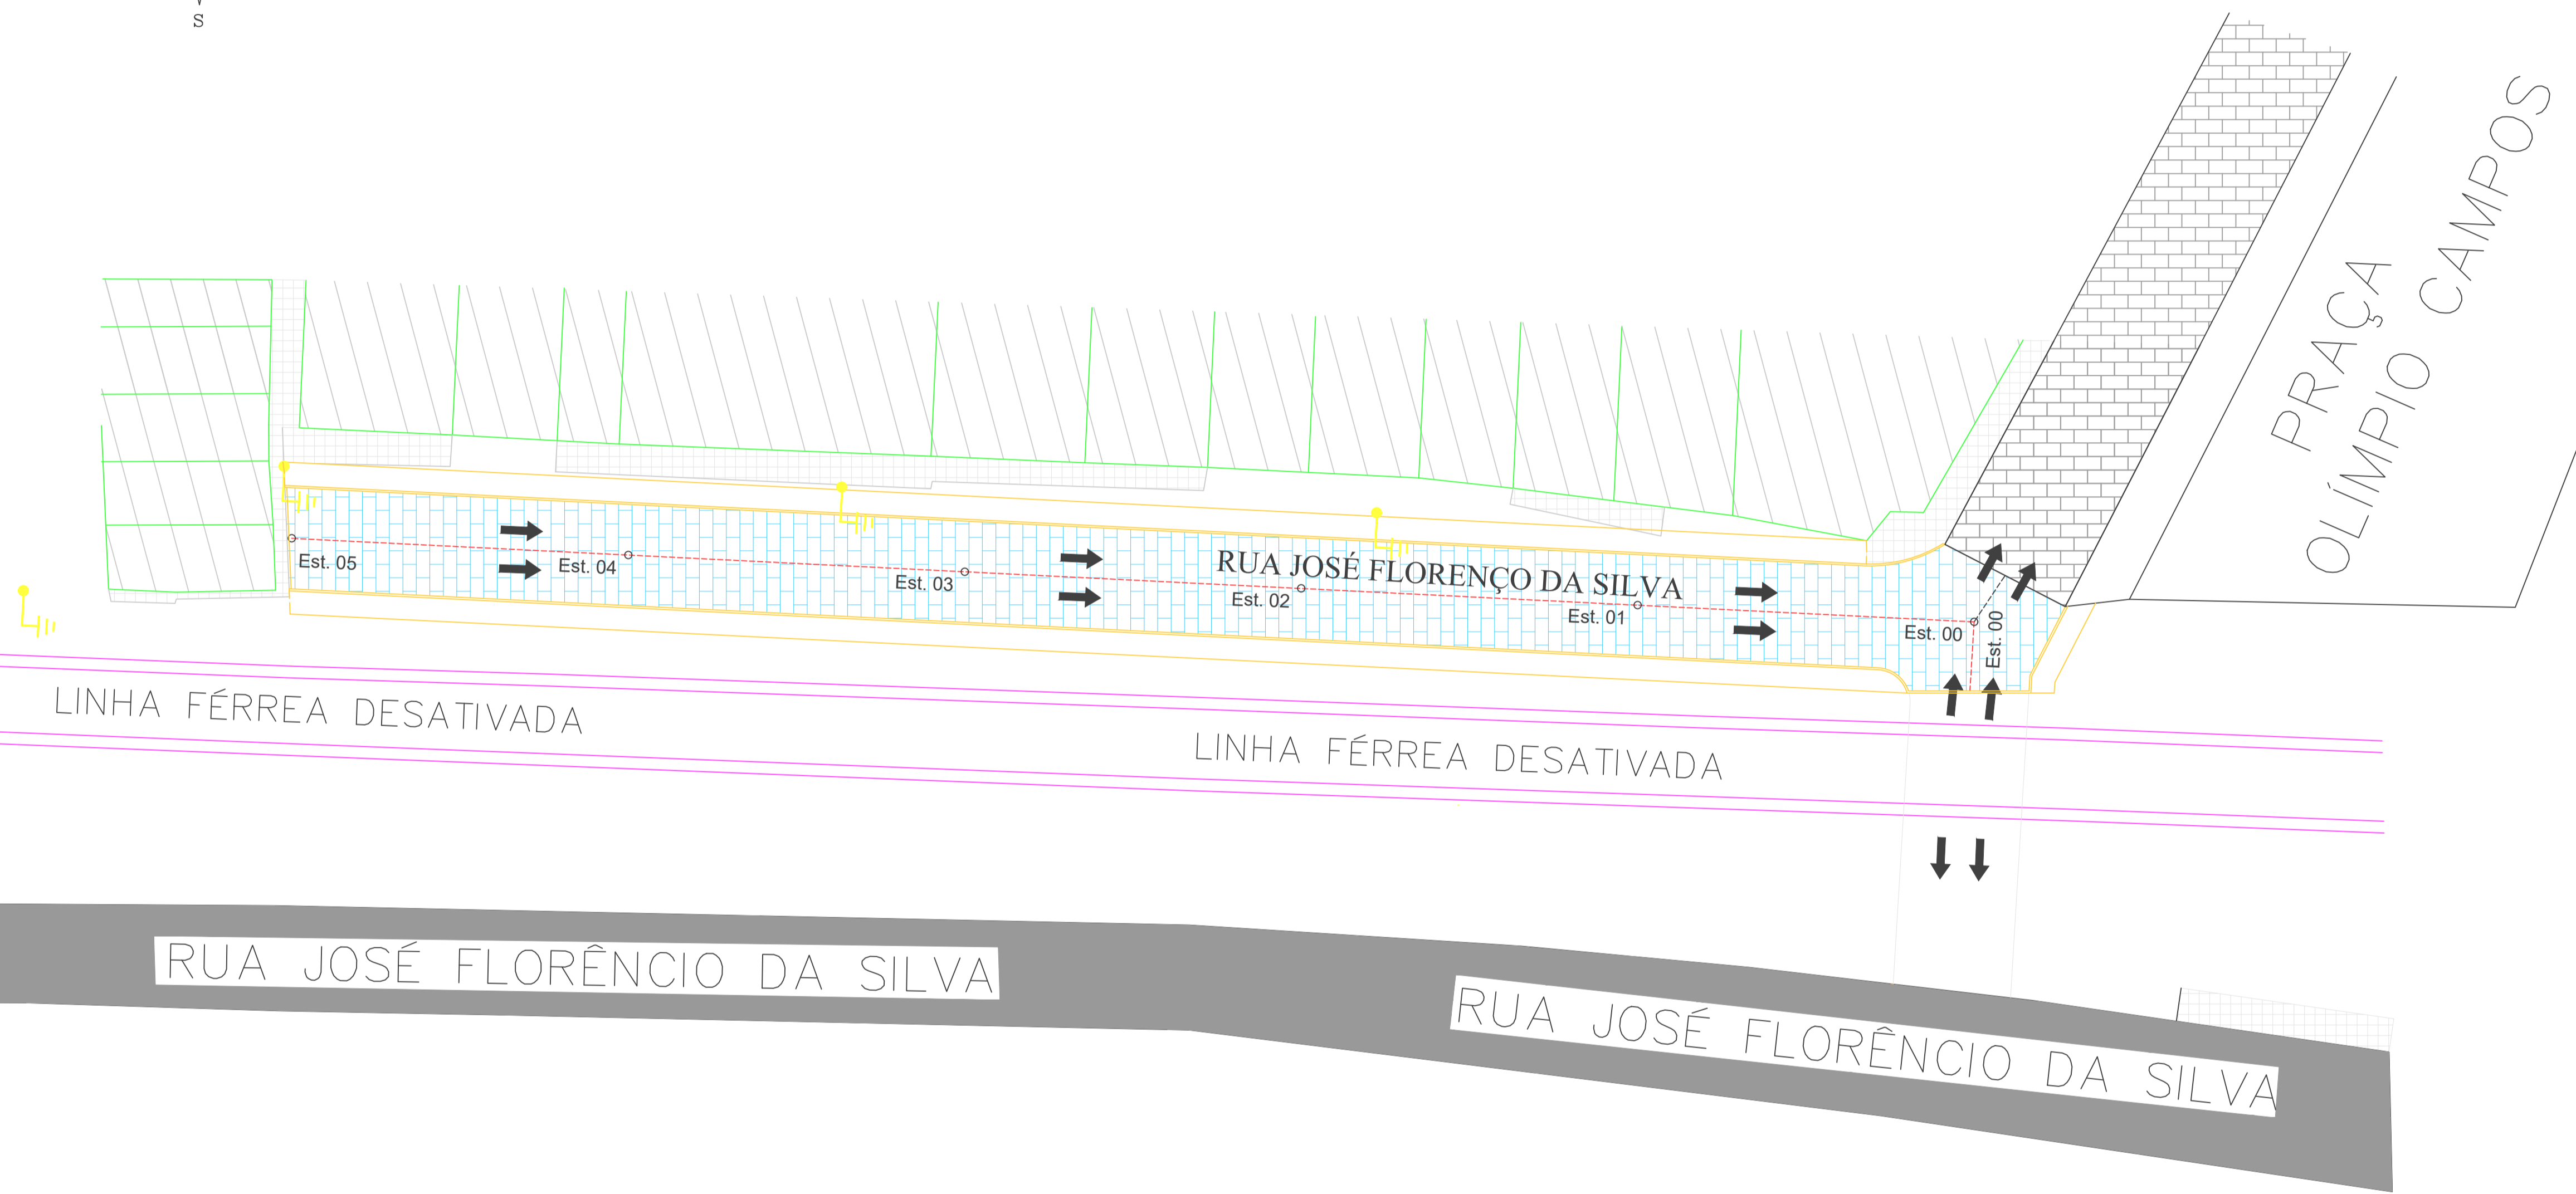 S
PRAÇA
OLÍMPIO CAMPOS
RUA JOSÉ FLORENÇO DA SILVA
Est. 05
Est. 04
Est. 03
Est. 02
Est. 01
Est. 00
Est. 00
LINHA FÉRREA DESATIVADA
LINHA FÉRREA DESATIVADA
RUA JOSÉ FLORÊNCIO DA SILVA
RUA JOSÉ FLORÊNCIO DA SILVA